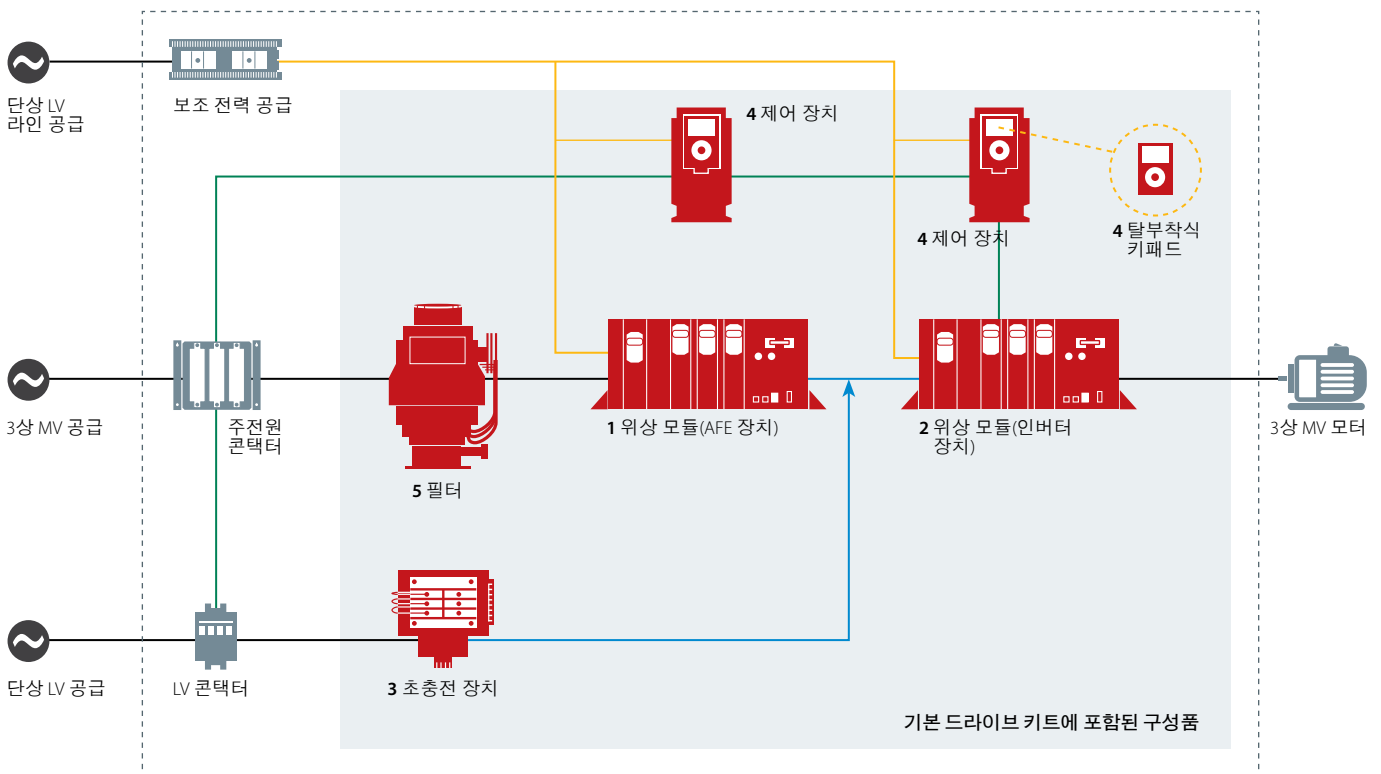 단상 LV
라인 공급
보조 전력 공급
4 제어 장치
4 제어 장치
4 탈부착식
키패드
3상 MV 공급
주전원
콘택터
5 필터
1 위상 모듈(AFE 장치)
2 위상 모듈(인버터
장치)
3상 MV 모터
단상 LV 공급
LV 콘택터
3 초충전 장치
기본 드라이브 키트에 포함된 구성품